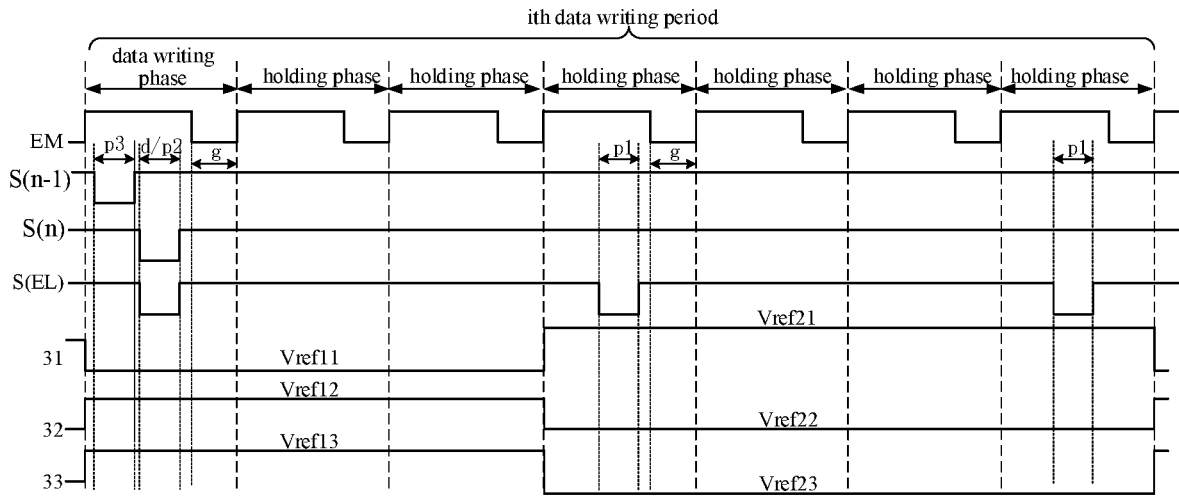 ith data writing period
data writing
phase
holding phase holding phase holding phase holding phase holding phase holding phase
EM
p3 d/p2 g p1 g p1
S(n-1)
S(n)
S(EL)
Vref21
31 Vref11
Vref12
32 Vref22
Vref13
33 Vref23